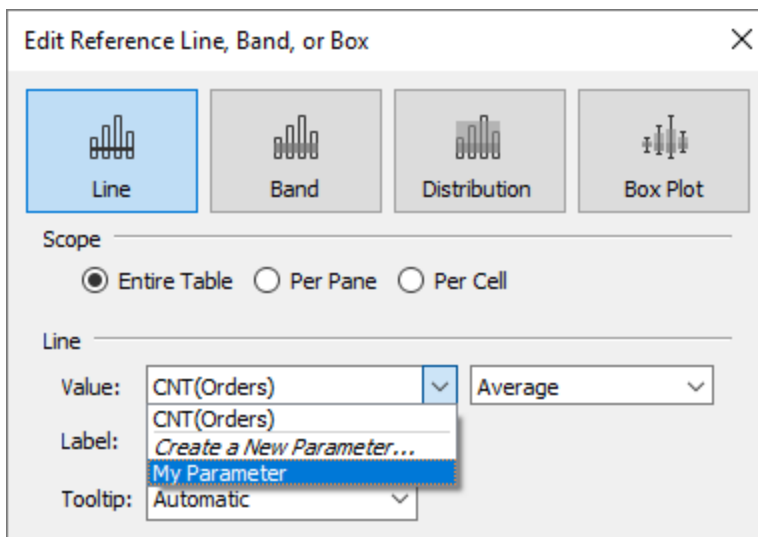 Edit Reference Line, Band, or Box
Line
Band
Distribution
Box Plot
Scope
Entire Table
Per Pane
Per Cell
Line
Value:
CNT(Orders)
Average
CNT(Orders)
Label:
Create a New Parameter...
My Parameter
Tooltip:
Automatic